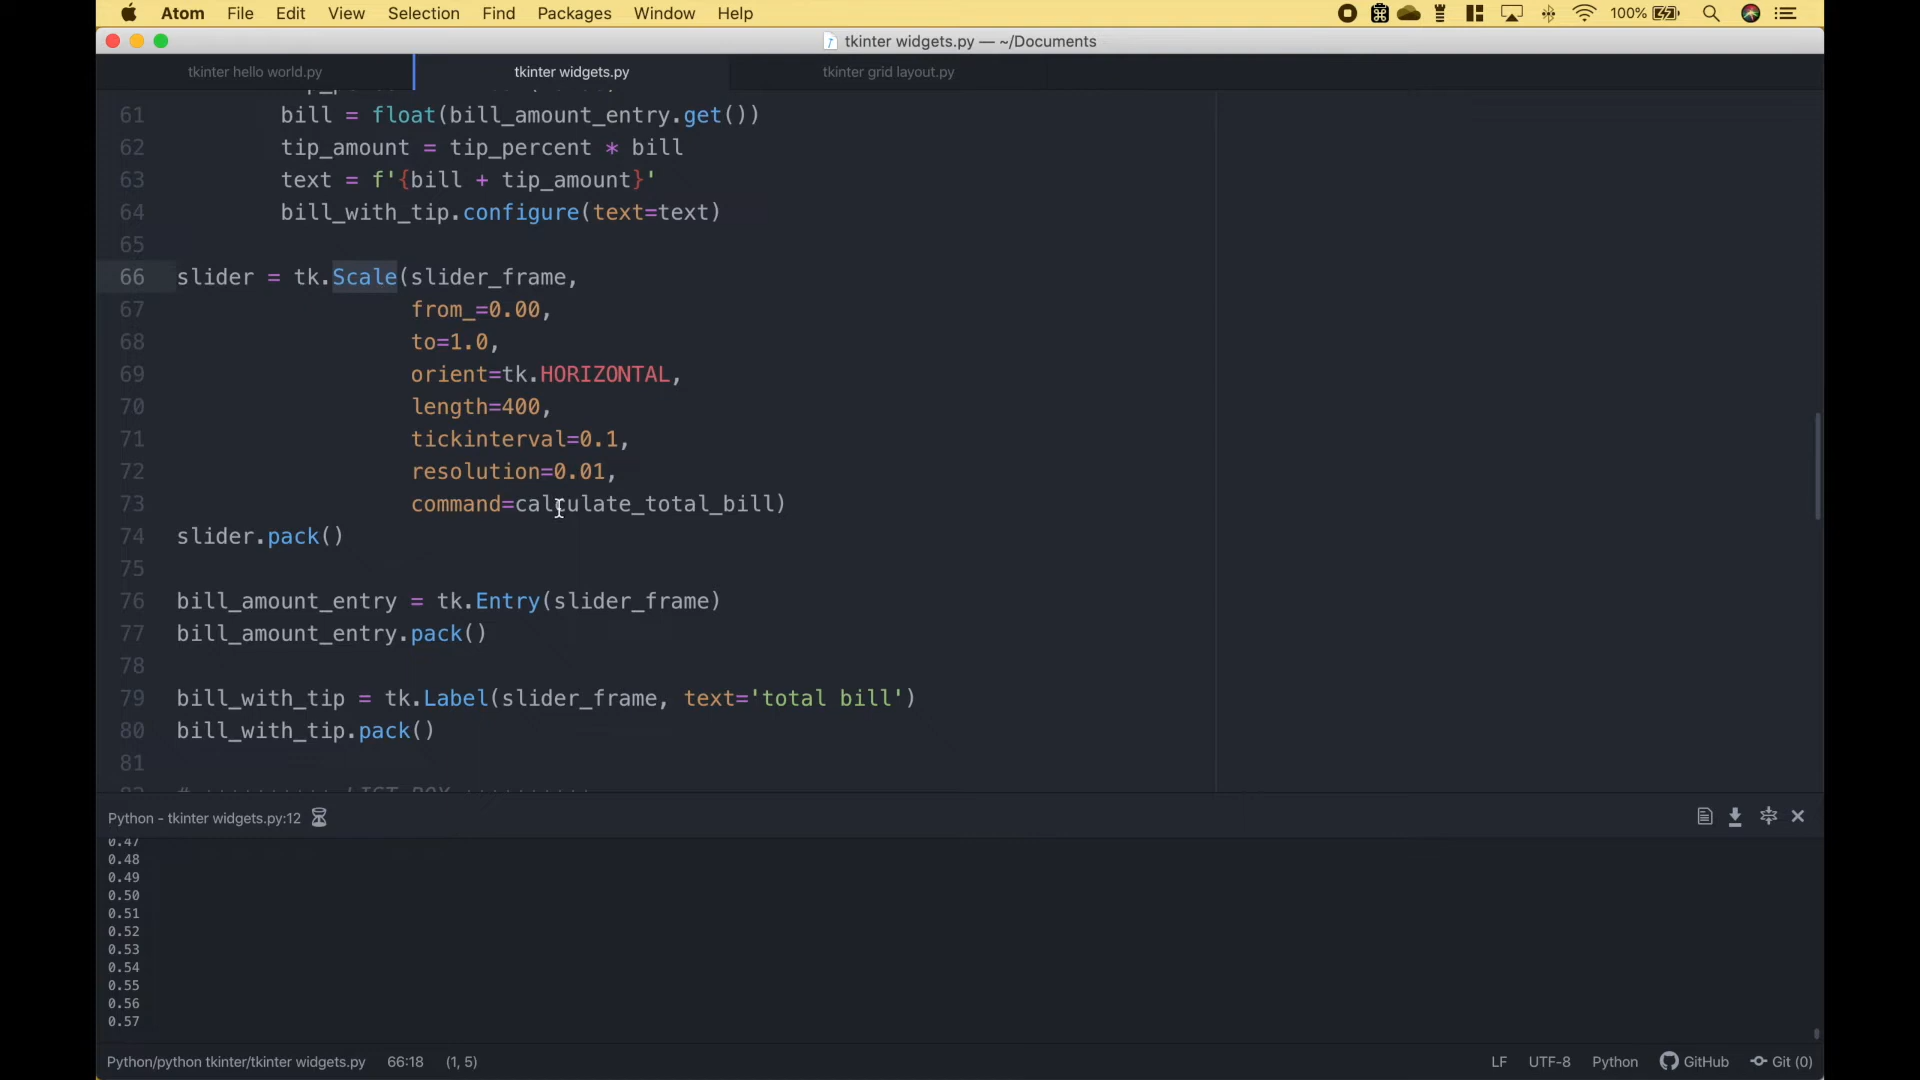 Atom File Edit View Selection Find Packages Window Help 100%
tkinter widgets.py — ~/Documents
tkinter hello world.py tkinter widgets.py tkinter grid layout.py
61 bill = float(bill_amount_entry.get())
62 tip_amount = tip_percent * bill
63 text = f'{bill + tip_amount}'
64 bill_with_tip.configure(text=text)
65
66 slider = tk.Scale(slider_frame,
67 from_=0.00,
68 to=1.0,
69 orient=tk.HORIZONTAL,
70 length=400,
71 tickinterval=0.1,
72 resolution=0.01,
73 command=calculate_total_bill)
74 slider.pack()
75
76 bill_amount_entry = tk.Entry(slider_frame)
77 bill_amount_entry.pack()
78
79 bill_with_tip = tk.Label(slider_frame, text='total bill')
80 bill_with_tip.pack()
81
Python - tkinter widgets.py:12
0.47
0.48
0.49
0.50
0.51
0.52
0.53
0.54
0.55
0.56
0.57
Python/python tkinter/tkinter widgets.py 66:18 (1, 5) LF UTF-8 Python GitHub Git (0)